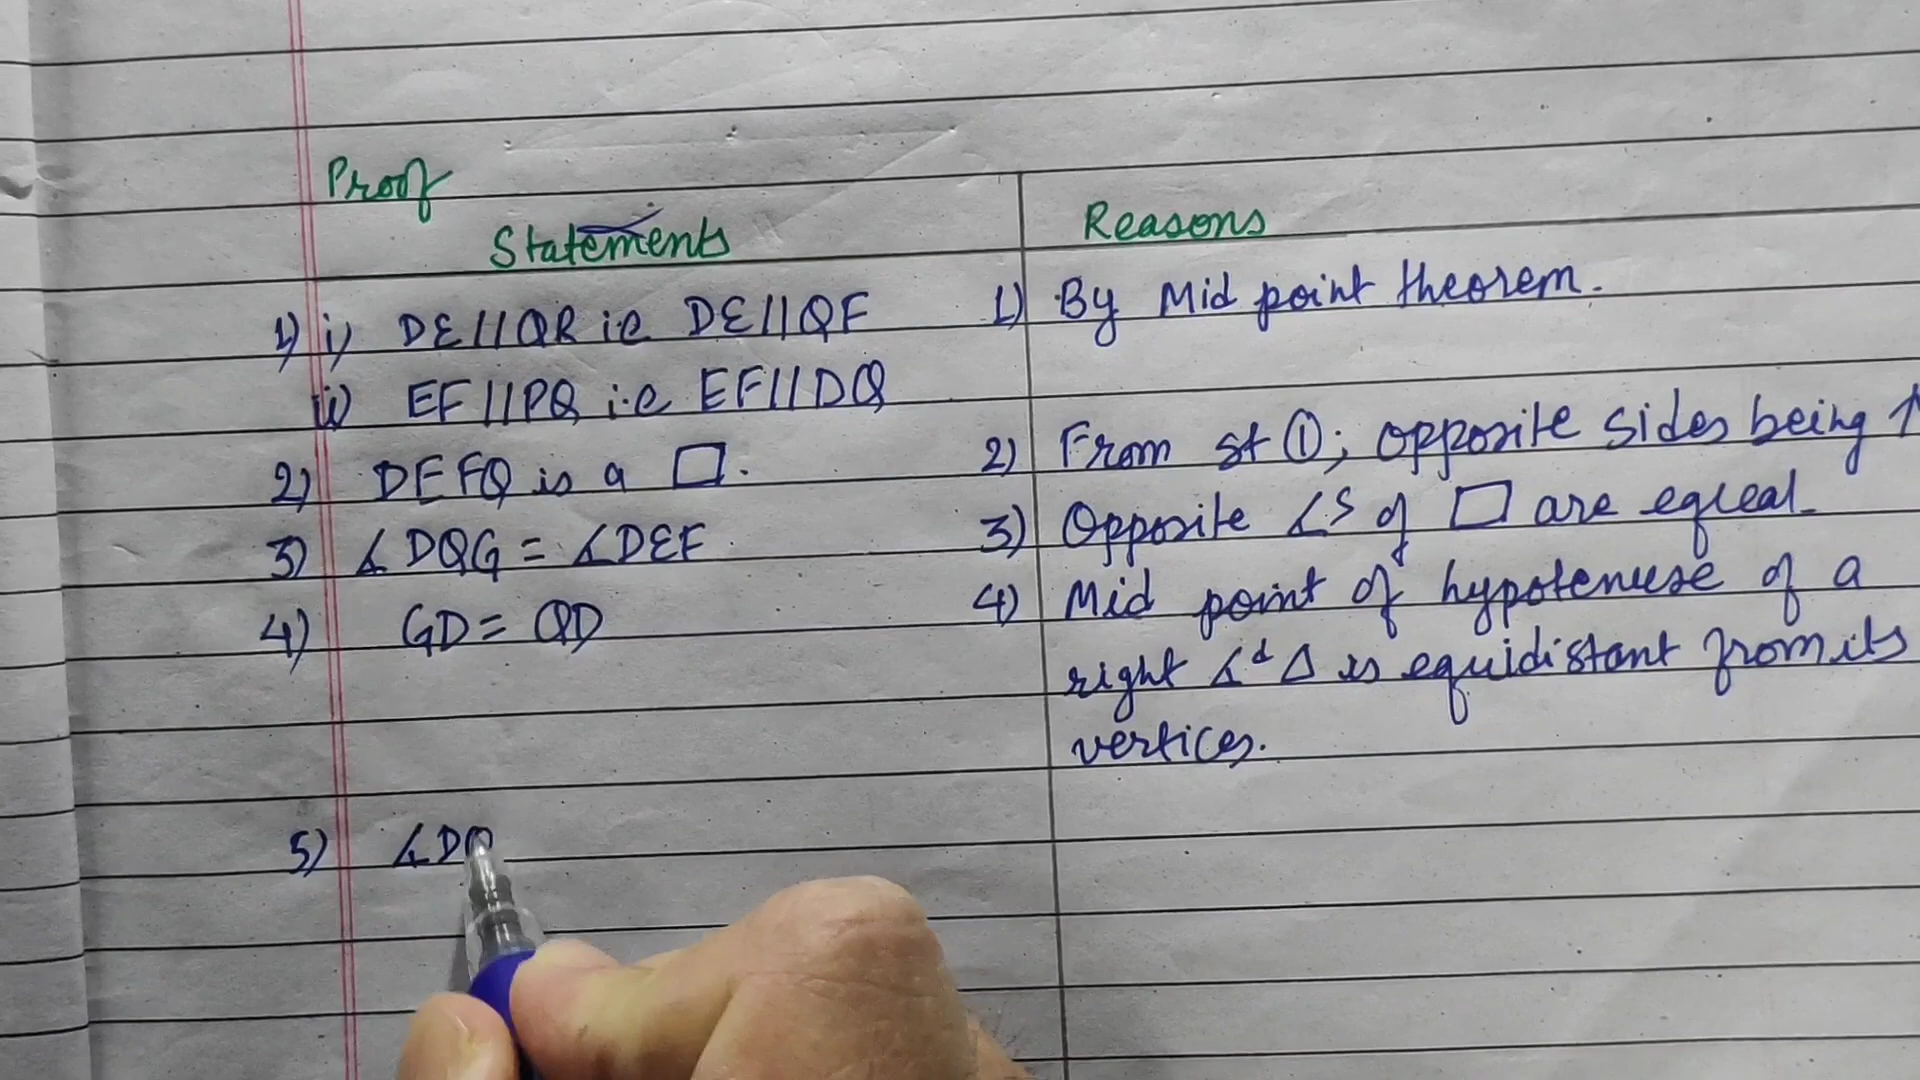 Proof
Statements
Reasons
1) i) DE//QR i.e DE//QF
1) By Mid point theorem.
ii) EF//PQ i.e EF//DQ
2) DEFQ is a ▱.
2) From st ①; opposite sides being
3) ∠DQG = ∠DEF
3) Opposite ∠s of ▱ are equal.
4) GD = QD
4) Mid point of hypotenuse of a
right ∠d Δ is equidistant from its
vertices.
5) ∠DQ